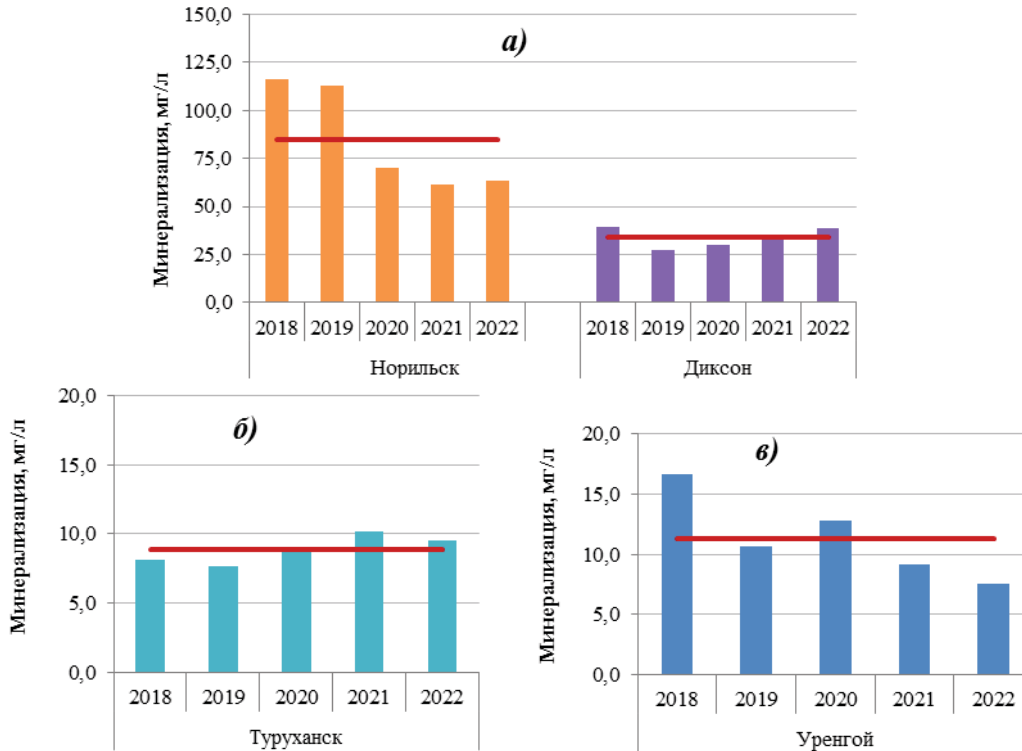 а)
Минерализация, мг/л
150,0
125,0
100,0
75,0
50,0
25,0
0,0
2018 2019 2020 2021 2022 2018 2019 2020 2021 2022
Норильск Диксон
б)
Минерализация, мг/л
20,0
15,0
10,0
5,0
0,0
2018 2019 2020 2021 2022
Туруханск
в)
Минерализация, мг/л
20,0
15,0
10,0
5,0
0,0
2018 2019 2020 2021 2022
Уренгой